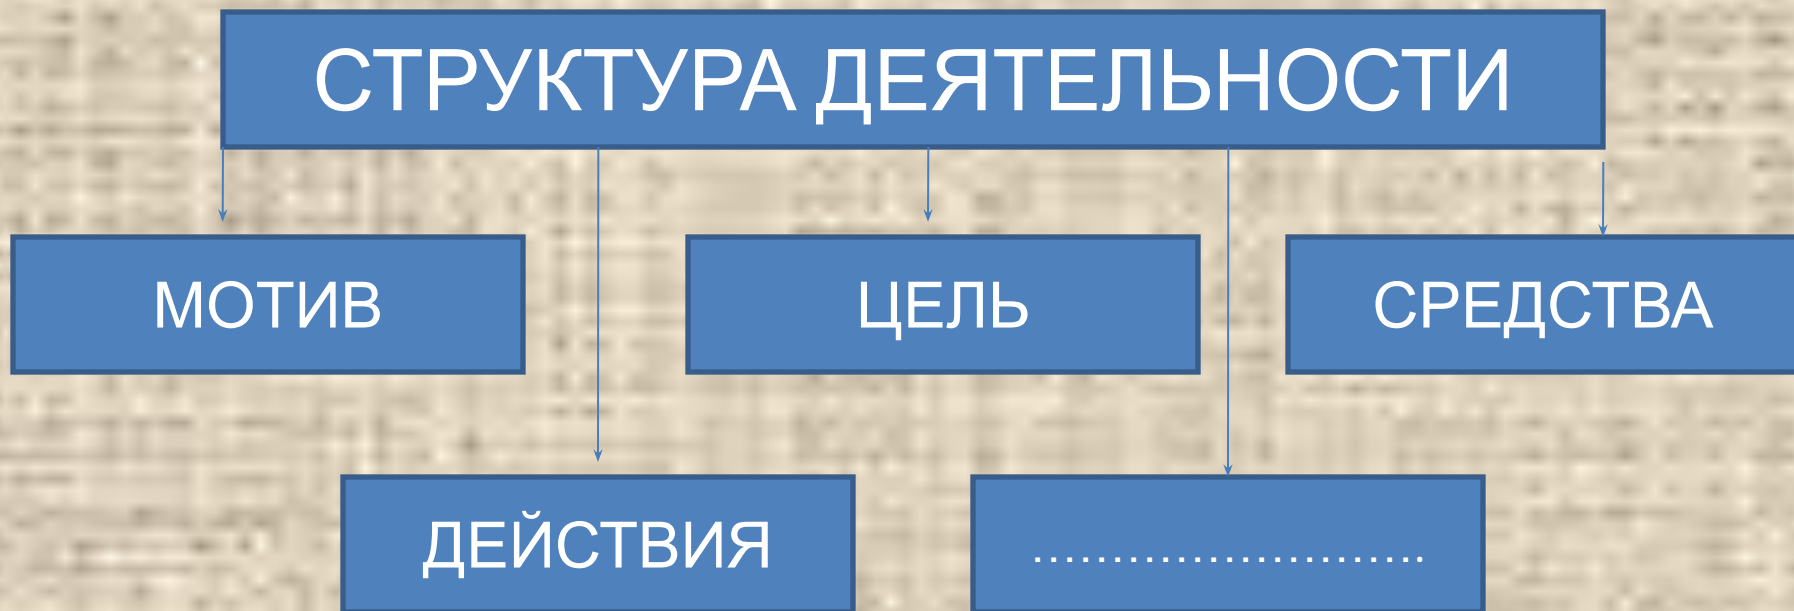 СТРУКТУРА ДЕЯТЕЛЬНОСТИ
МОТИВ
ЦЕЛЬ
СРЕДСТВА
ДЕЙСТВИЯ
……………………….